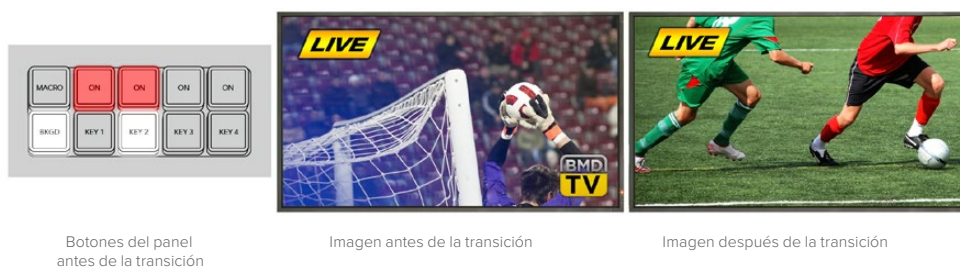 MACRO ON ON ON ON
BKGD KEY 1 KEY 2 KEY 3 KEY 4
LIVE
BMD
TV
LIVE
Botones del panel
antes de la transición
Imagen antes de la transición
Imagen después de la transición